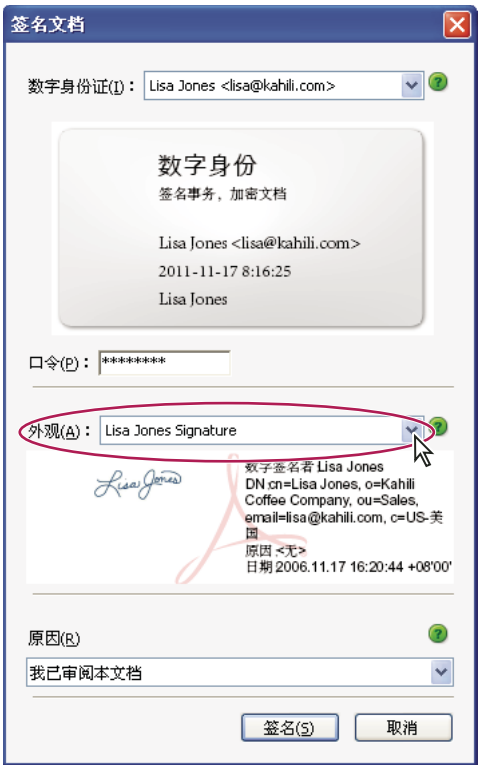 签名文档
数字身份证(I)： Lisa Jones <lisa@kahili.com>
数字身份
签名事务，加密文档
Lisa Jones <lisa@kahili.com>
2011-11-17 8:16:25
Lisa Jones
口令(P)： ********
外观(A)： Lisa Jones Signature
Lisa Jones
数字签名者:Lisa Jones
DN:cn=Lisa Jones, o=Kahili
Coffee Company, ou=Sales,
email=lisa@kahili.com, c=US-美
国
原因:<无>
日期:2006.11.17 16:20:44 +08'00'
原因(R)
我已审阅本文档
签名(S) 取消